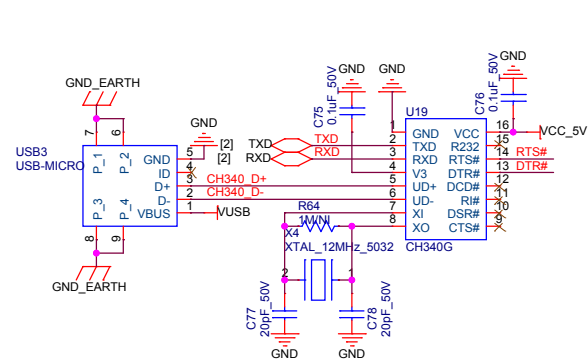 GND_EARTH
7
6
USB3
USB-MICRO
P_1
P_2
P_3
P_4
GND
ID
D+
D-
VBUS
5
4
3
2
1
8
9
GND_EARTH
GND
[2]
[2]
TXD
RXD
TXD
RXD
CH340_D+
CH340_D-
VUSB
GND
GND
C75
0.1uF_50V
U19
1
2
3
4
5
6
7
8
GND
TXD
RXD
V3
UD+
UD-
XI
XO
VCC
R232
RTS#
DTR#
DCD#
RI#
DSR#
CTS#
16
15
14
13
12
11
10
9
CH340G
GND
C76
0.1uF_50V
VCC_5V
RTS#
DTR#
R64
1M/NI
X4
XTAL_12MHz_5032
2
1
C77
20pF_50V
C78
20pF_50V
GND
GND